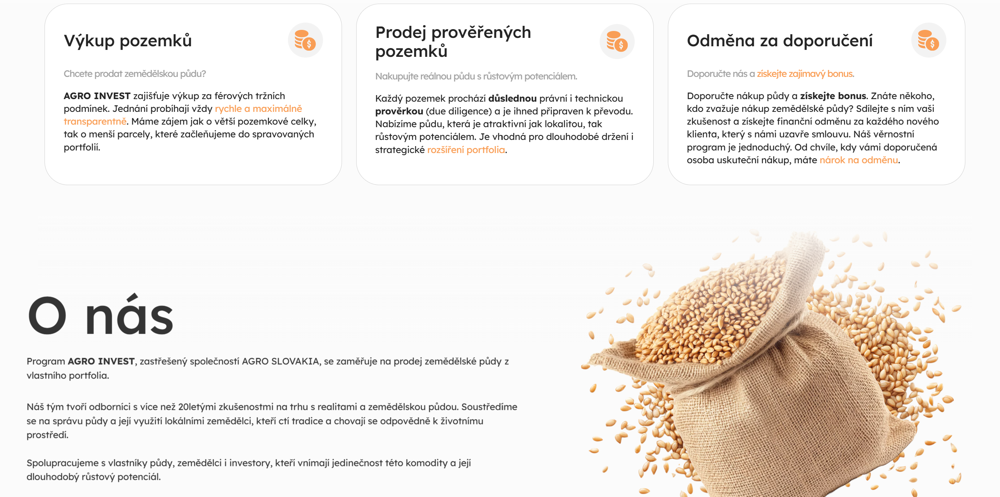 Výkup pozemků
Chcete prodat zemědělskou půdu?
AGRO INVEST zajišťuje výkup za férových tržních
podmínek. Jednání probíhají vždy rychle a maximálně
transparentně. Máme zájem jak o větší pozemkové celky,
tak o menší parcely, které začleňujeme do spravovaných
portfolií.
Prodej prověřených
pozemků
Nakupujte reálnou půdu s růstovým potenciálem.
Každý pozemek prochází důslednou právní i technickou
prověrkou (due diligence) a je ihned připraven k převodu.
Nabízíme půdu, která je atraktivní jak lokalitou, tak
růstovým potenciálem. Je vhodná pro dlouhodobé držení i
strategické rozšíření portfolia.
Odměna za doporučení
Doporučte nás a získejte zajímavý bonus.
Doporučte nákup půdy a získejte bonus. Znáte někoho,
kdo zvažuje nákup zemědělské půdy? Sdílejte s ním vaši
zkušenost a získejte finanční odměnu za každého nového
klienta, který s námi uzavře smlouvu. Náš věrnostní
program je jednoduchý. Od chvíle, kdy vámi doporučená
osoba uskuteční nákup, máte nárok na odměnu.
O nás
Program AGRO INVEST, zastřešený společností AGRO SLOVAKIA, se zaměřuje na prodej zemědělské půdy z
vlastního portfolia.
Náš tým tvoří odborníci s více než 20letými zkušenostmi na trhu s realitami a zemědělskou půdou. Soustředíme
se na správu půdy a její využití lokálními zemědělci, kteří ctí tradice a chovají se odpovědně k životnímu
prostředí.
Spolupracujeme s vlastníky půdy, zemědělci i investory, kteří vnímají jedinečnost této komodity a její
dlouhodobý růstový potenciál.